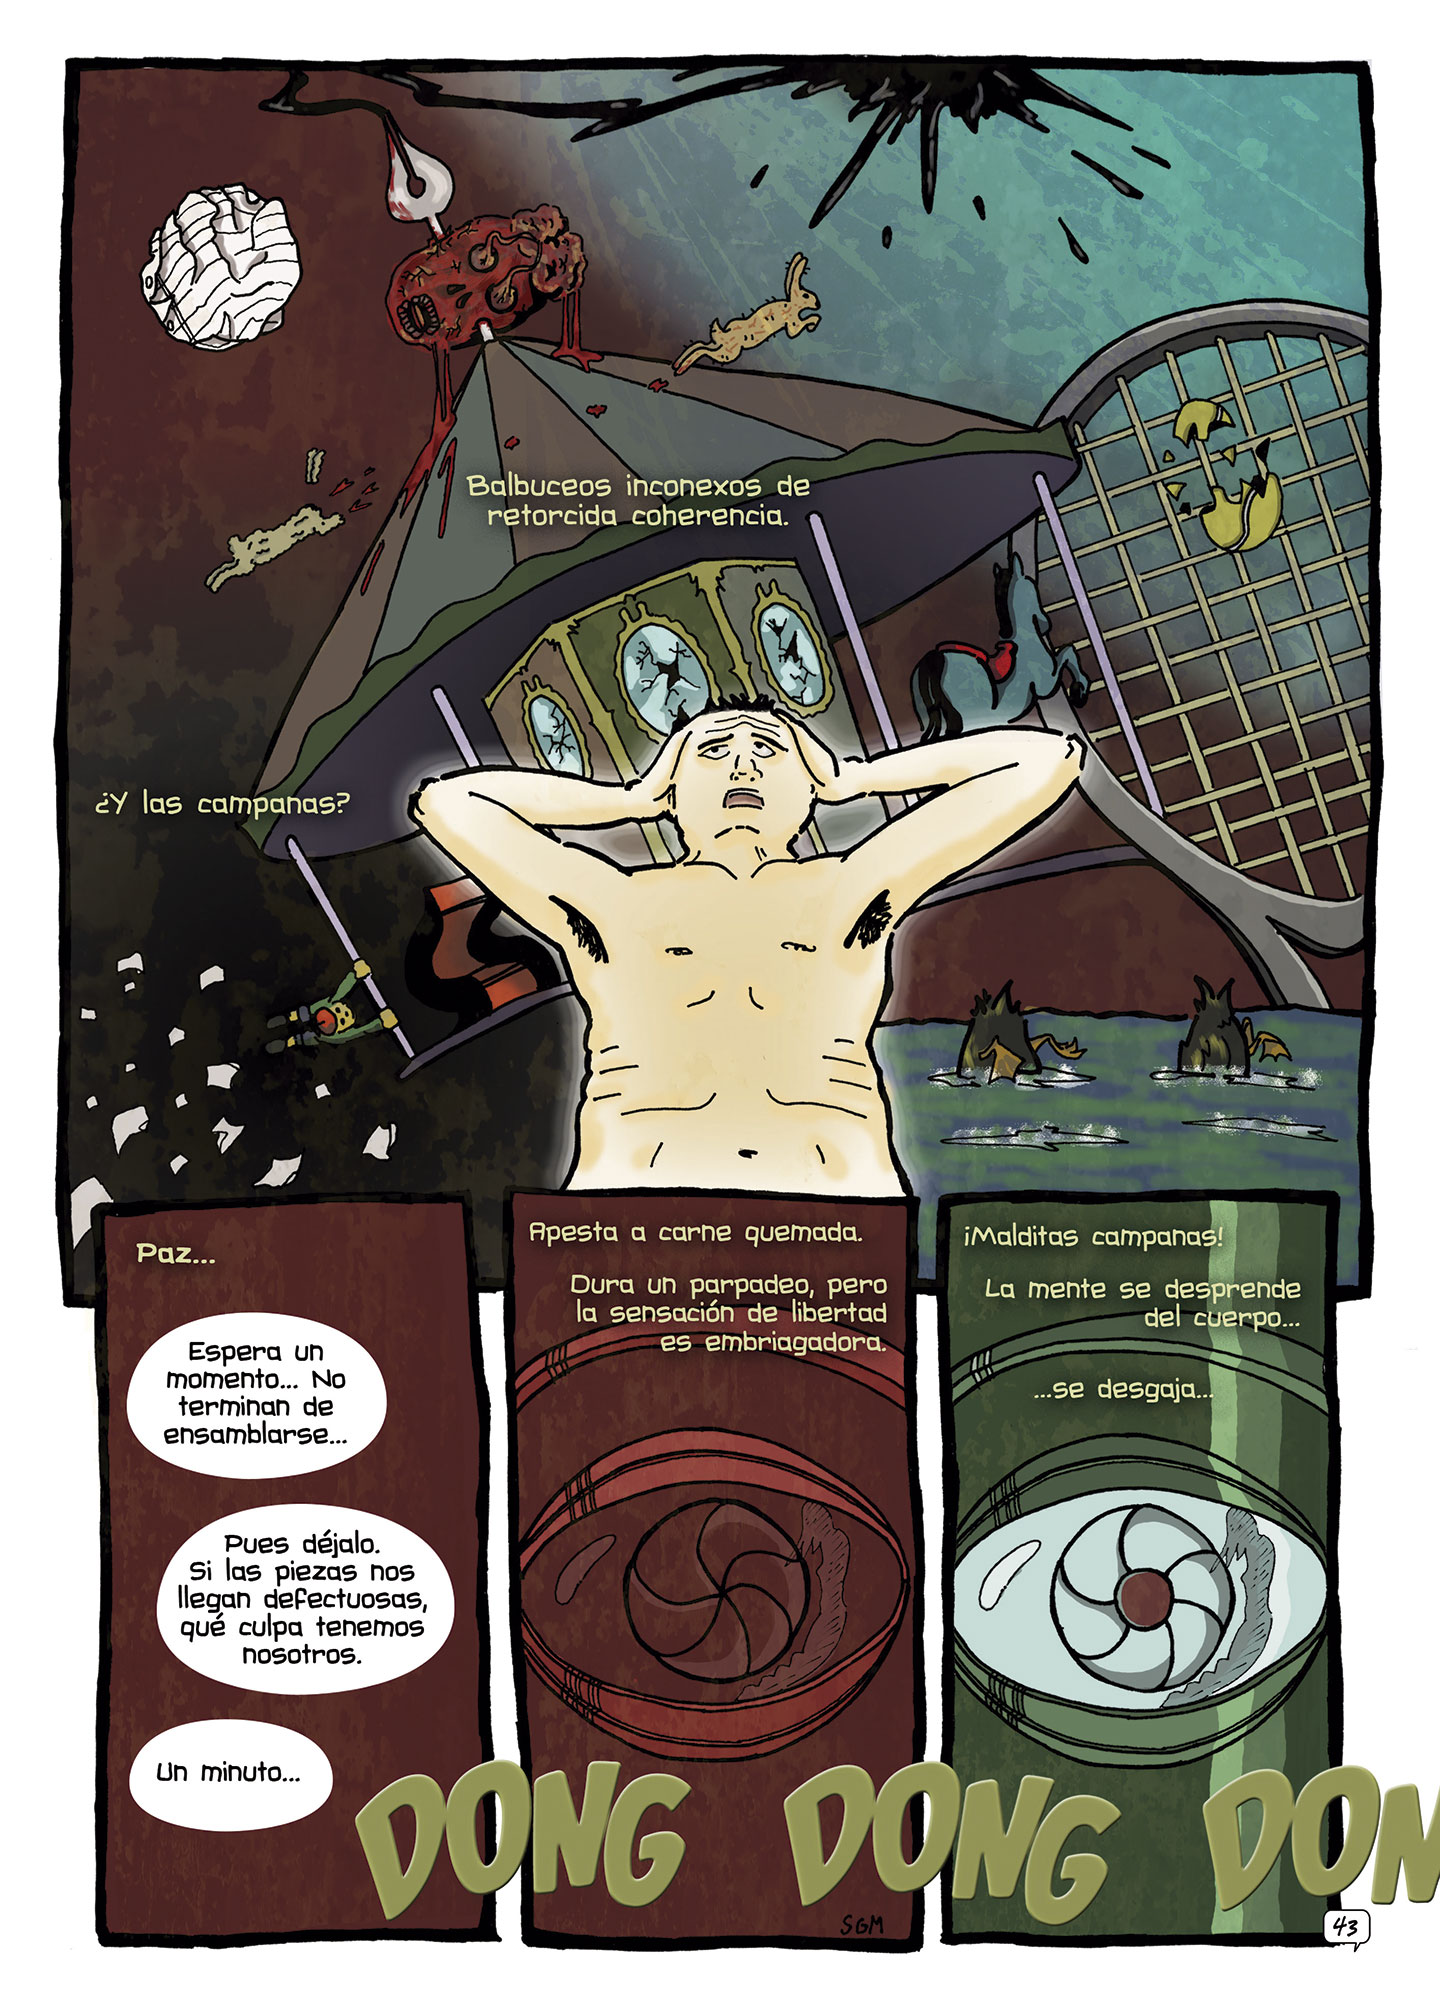 Balbuceos inconexos de
retorcida coherencia.
¿Y las campanas?
Paz...
Espera un
momento... No
terminan de
ensamblarse...
Pues déjalo.
Si las piezas nos
llegan defectuosas,
qué culpa tenemos
nosotros.
Un minuto...
Apesta a carne quemada.
Dura un parpadeo, pero
la sensación de libertad
es embriagadora.
¡Malditas campanas!
La mente se desprende
del cuerpo...
...se desgaja...
DONG DONG DON
SGM
43